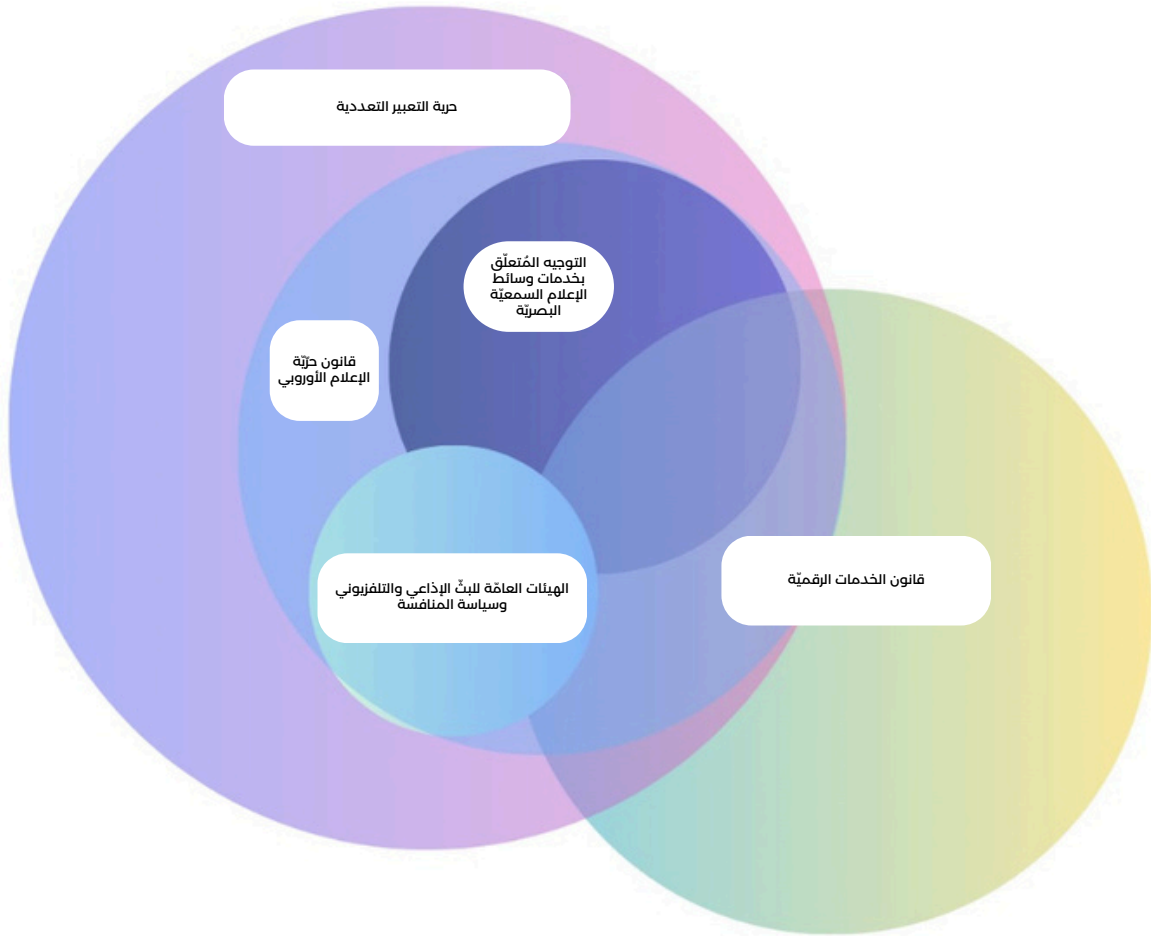 حرية التعبير التعددية
التوجيه المُتعلّق
بخدمات وسائط
الإعلام السمعيّة
البصريّة
قانون حرّيّة
الإعلام الأوروبي
الهيئات العامّة للبثّ الإذاعي والتلفزيوني
وسياسة المنافسة
قانون الخدمات الرقميّة